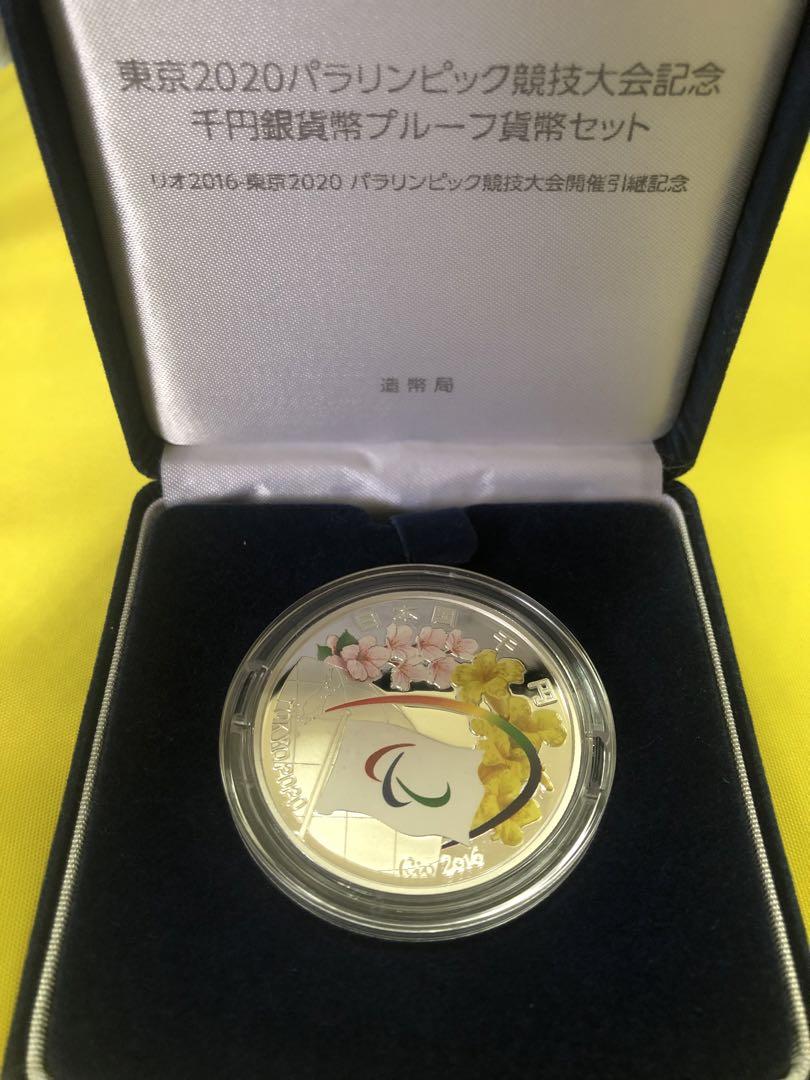 東京2020パラリンピック競技大会記念
千円銀貨幣プルーフ貨幣セット
リオ2016-東京2020 パラリンピック競技大会開催引継記念
造幣局
日本国 千円
TOKYO 2020
Rio 2016